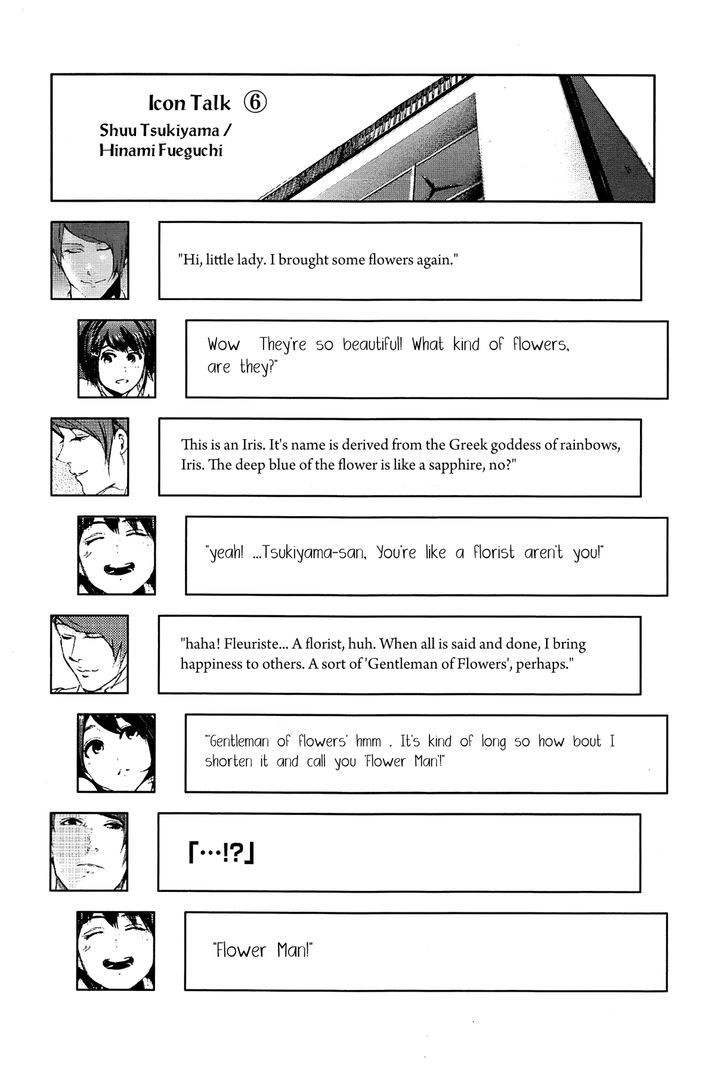 Icon Talk ⑥
Shuu Tsukiyama /
Hinami Fueguchi
"Hi, little lady. I brought some flowers again."
Wow They're so beautiful! What kind of flowers,
are they?"
This is an Iris. It's name is derived from the Greek goddess of rainbows,
Iris. The deep blue of the flower is like a sapphire, no?"
"yeah! ...Tsukiyama-san, You're like a florist aren't you!"
"haha! Fleuriste... A florist, huh. When all is said and done, I bring
happiness to others. A sort of 'Gentleman of Flowers', perhaps."
"'Gentleman of flowers' hmm . It's kind of long so how bout I
shorten it and call you 'Flower Man'!"
「…!?」
"Flower Man!"